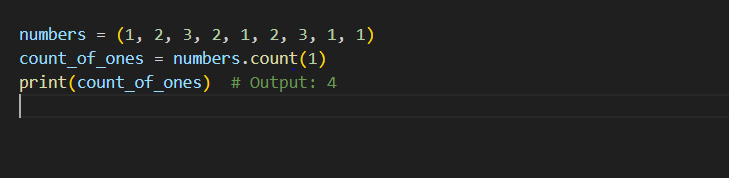 numbers = (1, 2, 3, 2, 1, 2, 3, 1, 1)
count_of_ones = numbers.count(1)
print(count_of_ones)  # Output: 4